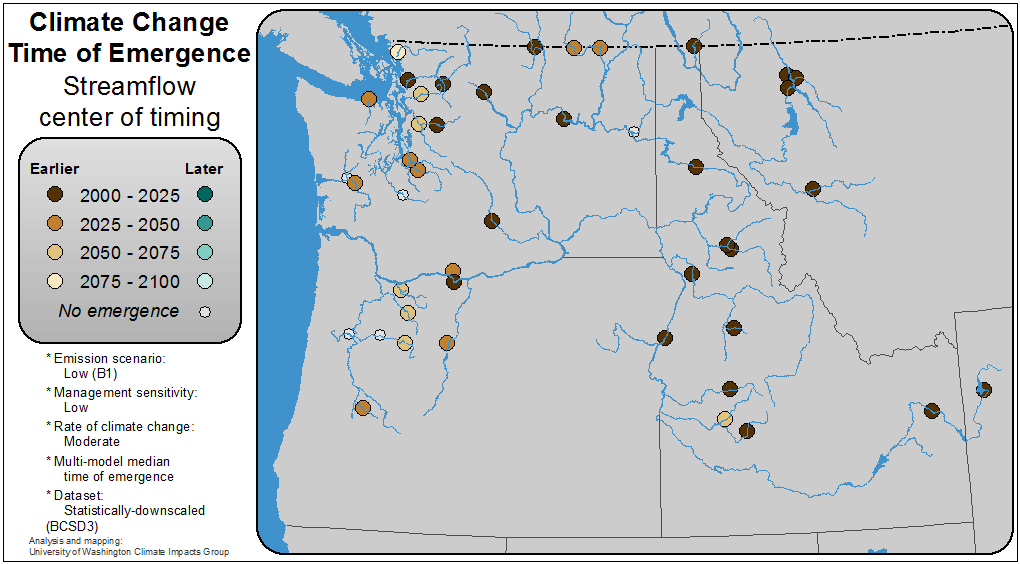 Climate Change
Time of Emergence
Streamflow
center of timing
Earlier Later
2000 - 2025
2025 - 2050
2050 - 2075
2075 - 2100
No emergence
* Emission scenario:
Low (B1)
* Management sensitivity:
Low
* Rate of climate change:
Moderate
* Multi-model median
time of emergence
* Dataset:
Statistically-downscaled
(BCSD3)
Analysis and mapping:
University of Washington Climate Impacts Group